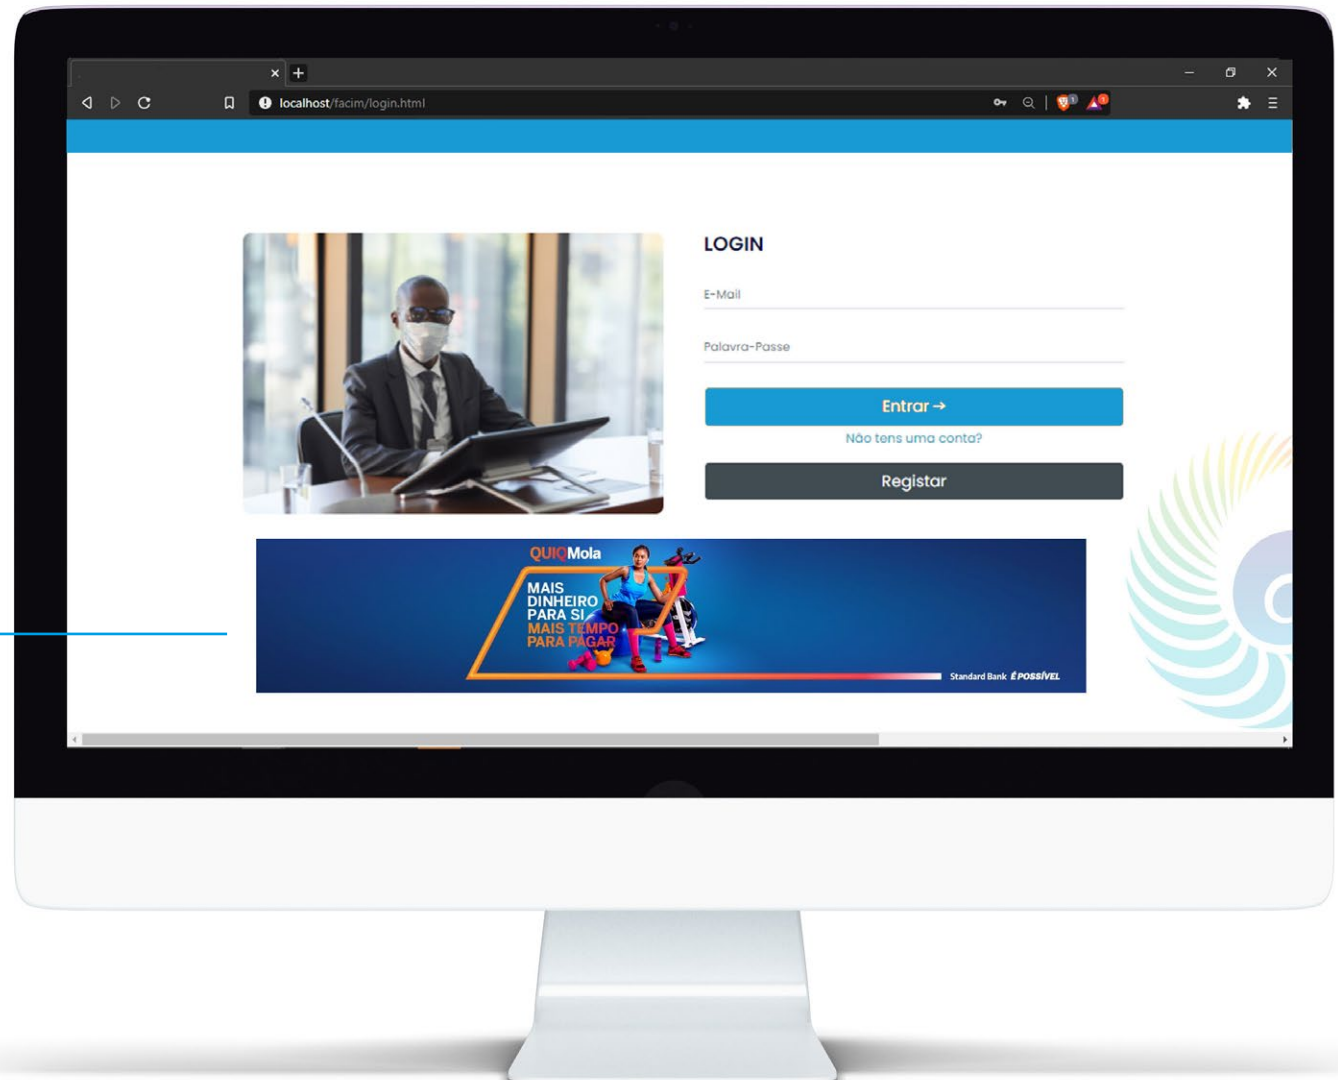 localhost/facim/login.html
LOGIN
E-Mail
Palavra-Passe
Entrar →
Não tens uma conta?
Registar
QUIQMola
MAIS
DINHEIRO
PARA SI
MAIS TEMPO
PARA PAGAR
Standard Bank É POSSÍVEL